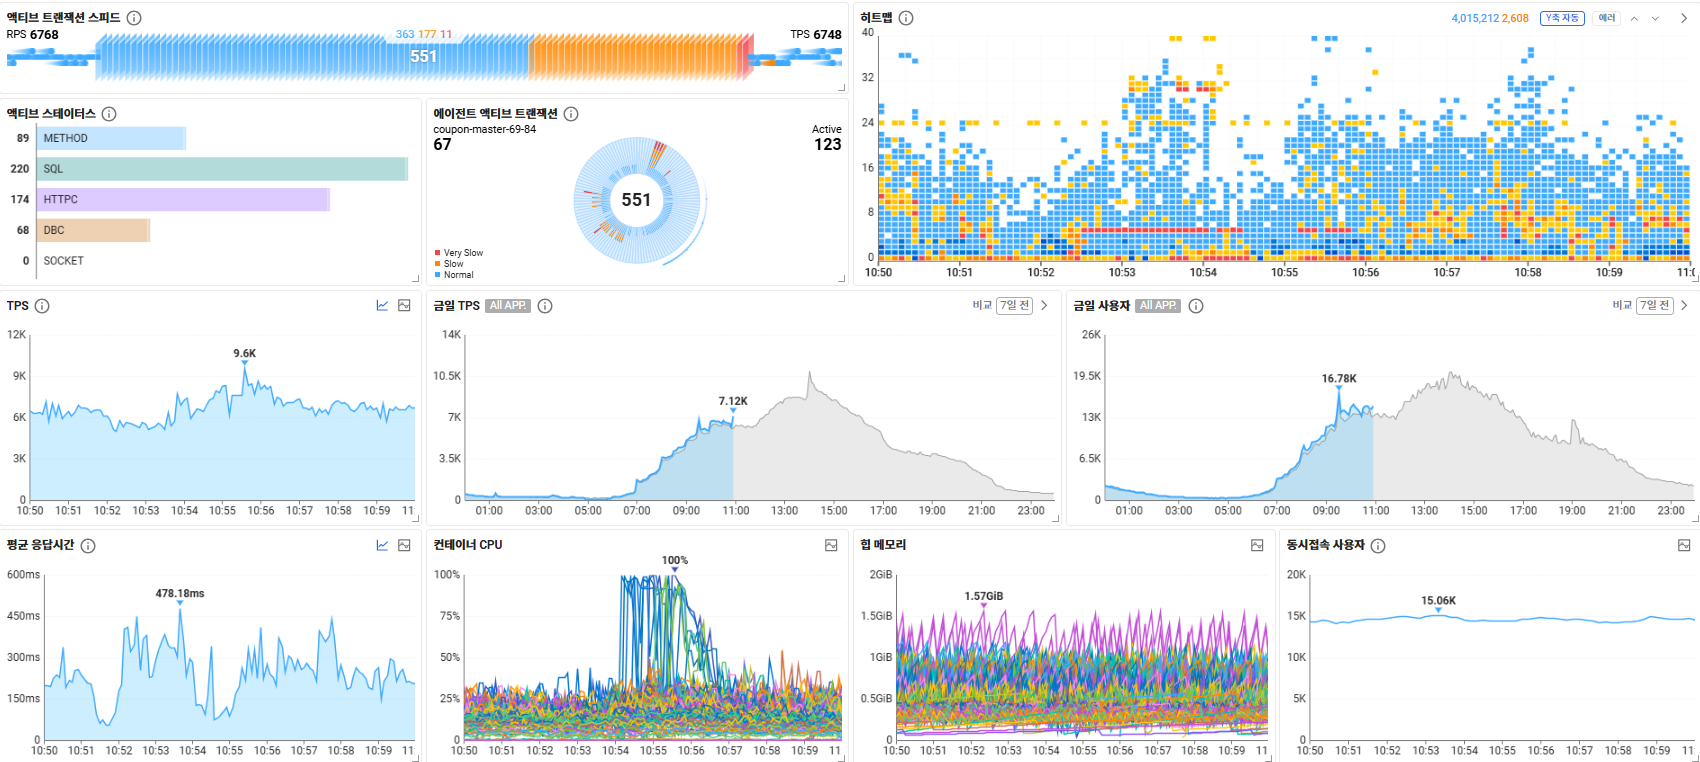 액티브 트랜잭션 스피드
RPS 6768
363 177 11
551
TPS 6748
히트맵
4,015,212 2,608 Y축 자동 에러
40
32
24
16
8
0
10:50 10:51 10:52 10:53 10:54 10:55 10:56 10:57 10:58 10:59 11:0
액티브 스테이터스
89 METHOD
220 SQL
174 HTTPC
68 DBC
0 SOCKET
에이전트 액티브 트랜잭션
coupon-master-69-84
67
Active
123
551
Very Slow
Slow
Normal
TPS
12K
9K
6K
3K
0
9.6K
10:50 10:51 10:52 10:53 10:54 10:55 10:56 10:57 10:58 10:59 11:
금일 TPS All APP.
비교 7일 전
14K
10.5K
7K
3.5K
0
7.12K
01:00 03:00 05:00 07:00 09:00 11:00 13:00 15:00 17:00 19:00 21:00 23:00
금일 사용자 All APP.
비교 7일 전
26K
19.5K
13K
6.5K
0
16.78K
01:00 03:00 05:00 07:00 09:00 11:00 13:00 15:00 17:00 19:00 21:00 23:00
평균 응답시간
600ms
450ms
300ms
150ms
0
478.18ms
10:50 10:51 10:52 10:53 10:54 10:55 10:56 10:57 10:58 10:59 11:
컨테이너 CPU
100%
75%
50%
25%
0
100%
10:50 10:51 10:52 10:53 10:54 10:55 10:56 10:57 10:58 10:59 11:
힙 메모리
2GiB
1.5GiB
1GiB
0.5GiB
0
1.57GiB
10:50 10:51 10:52 10:53 10:54 10:55 10:56 10:57 10:58 10:59 11:
동시접속 사용자
20K
15K
10K
5K
0
15.06K
10:50 10:51 10:52 10:53 10:54 10:55 10:56 10:57 10:58 10:59 11: